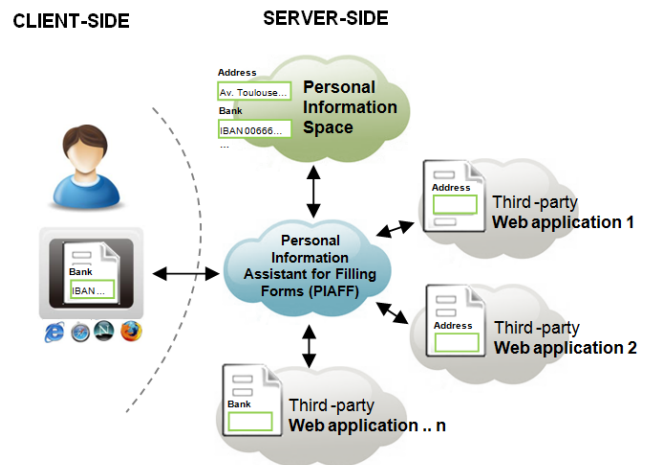 CLIENT-SIDE
SERVER-SIDE
Address
Av. Toulouse...
Bank
IBAN 00666...
...
Personal
Information
Space
Address
Third -party
Web application 1
Personal
Information
Assistant for Filling
Forms (PIAFF)
Bank
IBAN ...
Address
Third -party
Web application 2
Bank
Third -party
Web application .. n